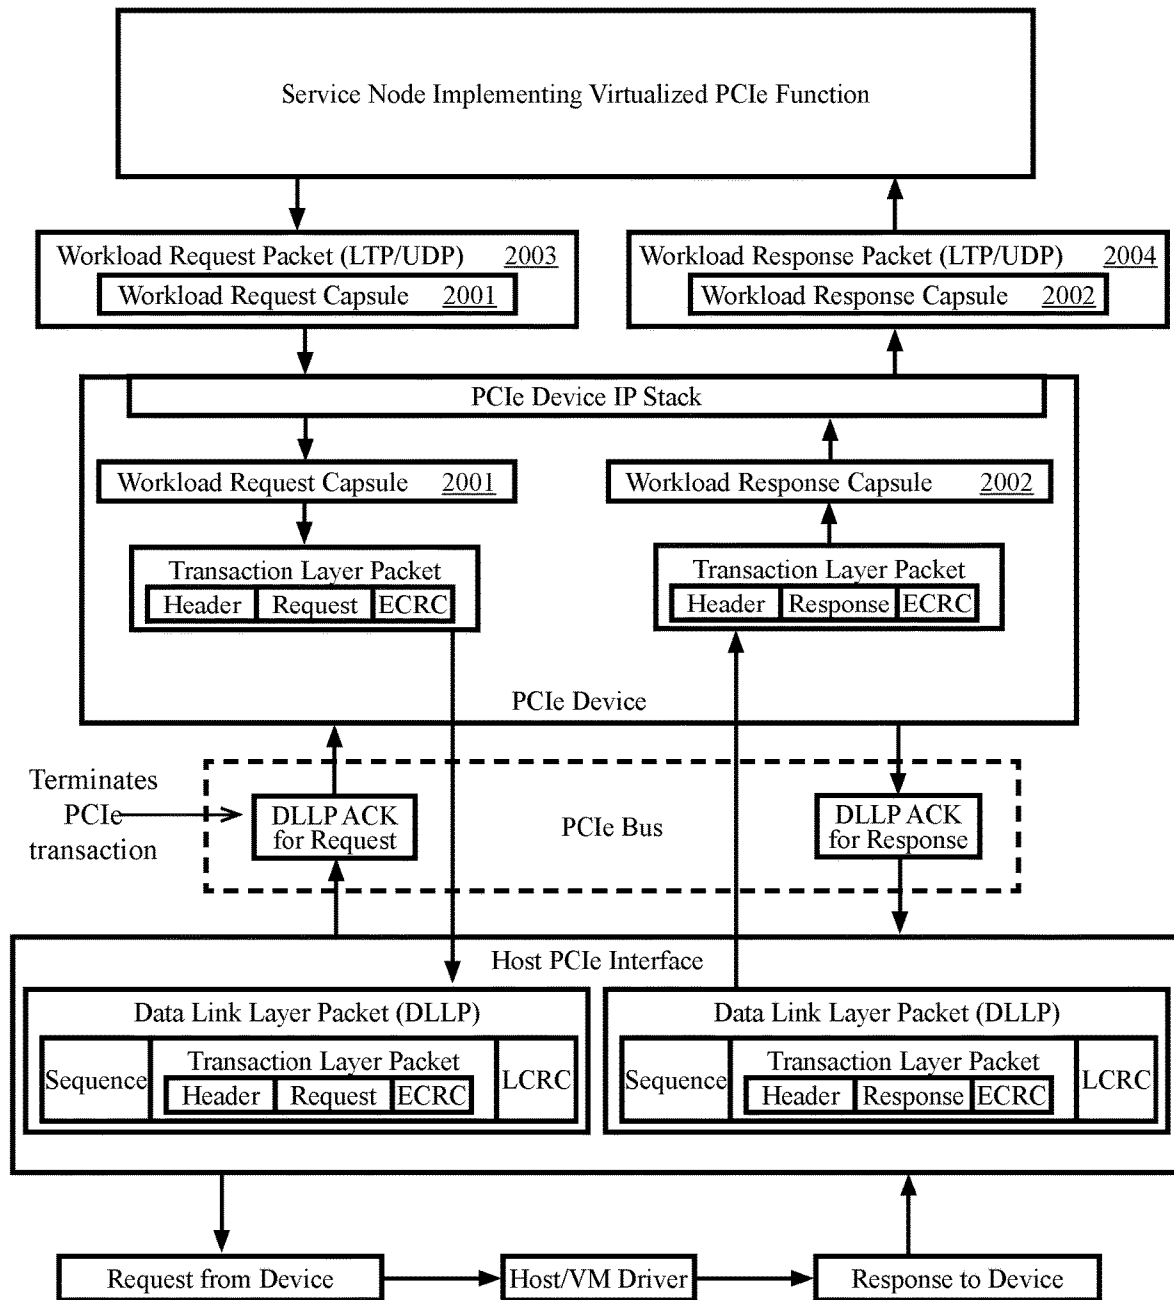 Service Node Implementing Virtualized PCIe Function
Workload Request Packet (LTP/UDP) 2003
Workload Request Capsule 2001
Workload Response Packet (LTP/UDP) 2004
Workload Response Capsule 2002
PCIe Device IP Stack
Workload Request Capsule 2001
Workload Response Capsule 2002
Transaction Layer Packet
Header Request ECRC
Transaction Layer Packet
Header Response ECRC
PCIe Device
Terminates
PCIe
transaction
DLLP ACK
for Request
PCIe Bus
DLLP ACK
for Response
Host PCIe Interface
Data Link Layer Packet (DLLP)
Sequence
Transaction Layer Packet
Header Request ECRC
LCRC
Data Link Layer Packet (DLLP)
Sequence
Transaction Layer Packet
Header Response ECRC
LCRC
Request from Device
Host/VM Driver
Response to Device